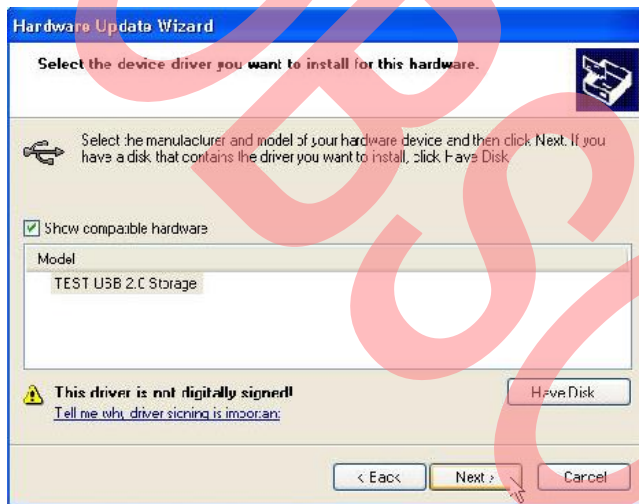 Hardware Update Wizard
Select the device driver you want to install for this hardware.
Select the manufacturer and model of your hardware device and then click Next. If you
have a disk that contains the driver you want to install, click Have Disk.
Show compatible hardware
Model
TEST USB 2.0 Storage
This driver is not digitally signed!
Tell me why driver signing is important
Have Disk
< Back
Next >
Cancel